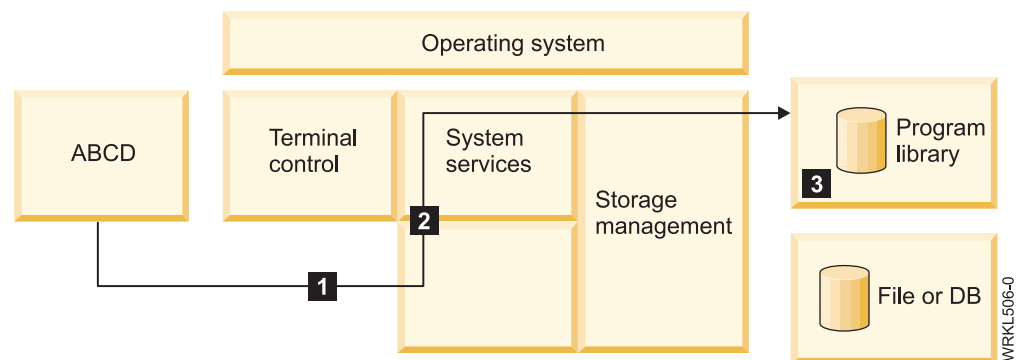 Operating system
ABCD
Terminal
control
System
services
Program
library
3
Storage
management
2
1
File or DB
WRKL506-0